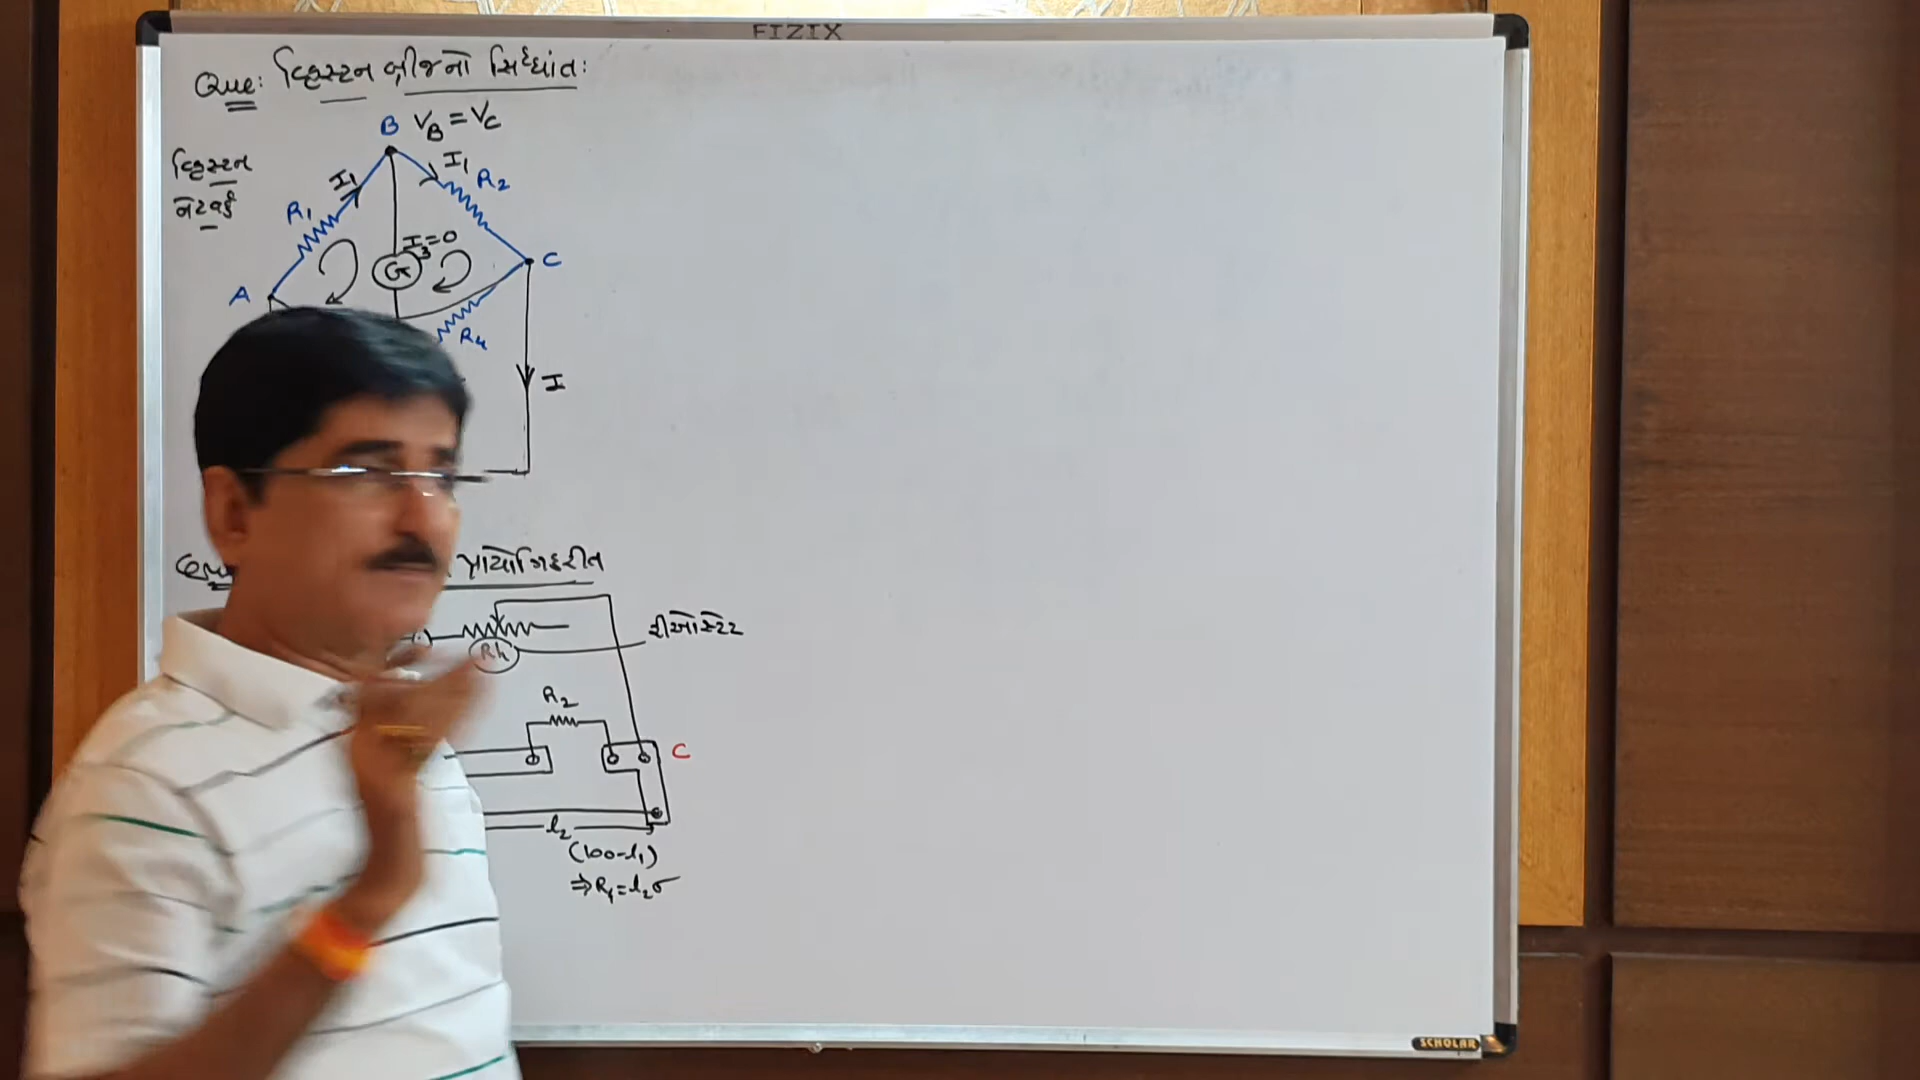 FIZIX
Que: વ્હિસ્ટન બ્રીજનો સિદ્ધાંત:
B V_B = V_C
વ્હિસ્ટન
નેટવર્ક
I₁
I₁
R₂
R₁
I₃=0
G
C
A
R₄
I
પ્રાયોગિક રીત
રીઓસ્ટેટ
Rh
R₂
C
l₂
(100-l₁)
⇒ R₄ = l₂σ
SCHOLAR